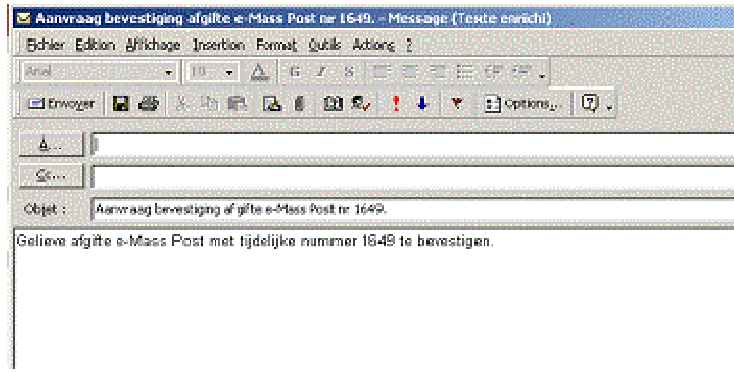 Aanvraag bevestiging afgifte e-Mass Post nr 1649. - Message (Texte enrichi)
Fichier Edition Affichage Insertion Format Outils Actions ?
Arial 10 A G I S
Envoyer Options...
À...
Cc...
Objet : Aanvraag bevestiging afgifte e-Mass Post nr 1649.
Gelieve afgifte e-Mass Post met tijdelijke nummer 1649 te bevestigen.